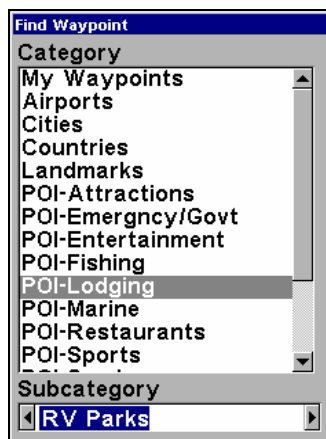 Find Waypoint
Category
My Waypoints
Airports
Cities
Countries
Landmarks
POI-Attractions
POI-Emergncy/Govt
POI-Entertainment
POI-Fishing
POI-Lodging
POI-Marine
POI-Restaurants
POI-Sports
Subcategory
RV Parks